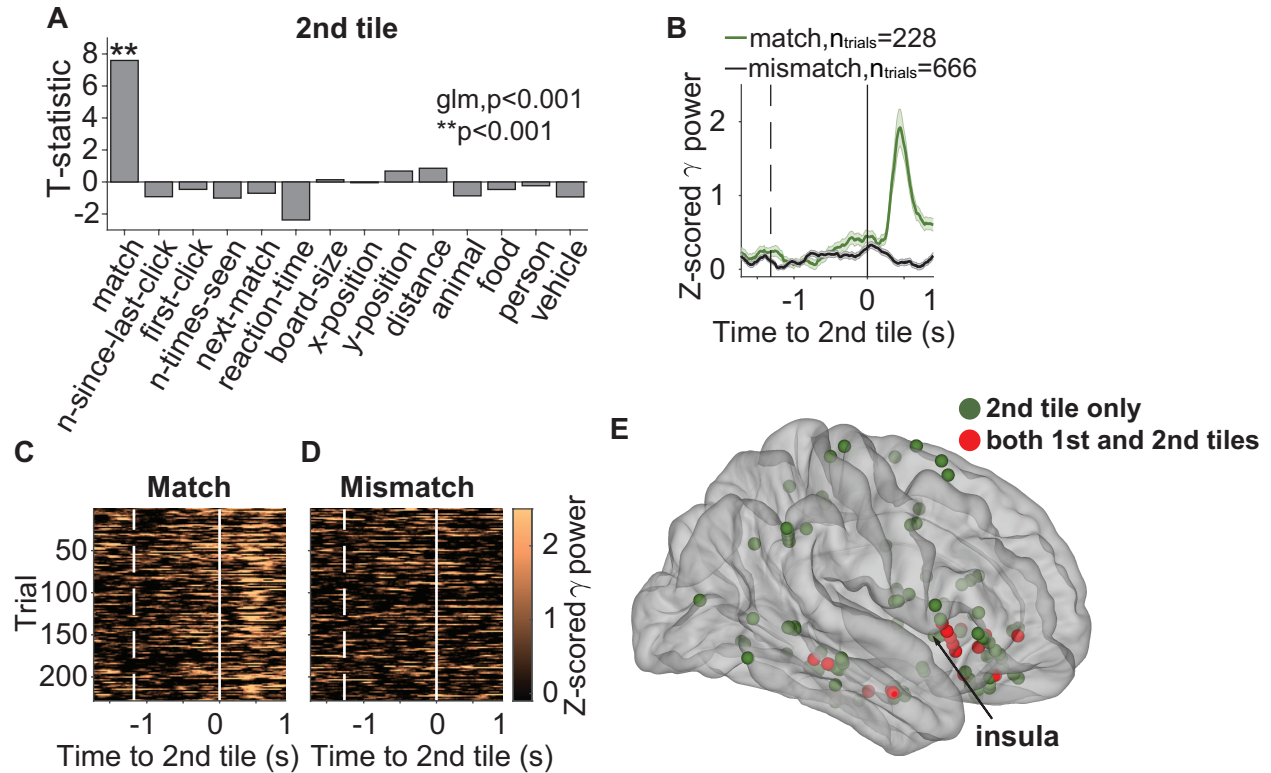 A
2nd tile
**
8
6
4
2
0
-2
T-statistic
glm,p<0.001
**p<0.001
match
n-since-last-click
first-click
n-times-seen
next-match
reaction-time
board-size
x-position
y-position
distance
animal
food
person
vehicle
B
match,ntrials=228
mismatch,ntrials=666
Z-scored γ power
2
1
0
-1 0 1
Time to 2nd tile (s)
C
Match
Trial
50
100
150
200
-1 0 1
Time to 2nd tile (s)
D
Mismatch
-1 0 1
Time to 2nd tile (s)
2
1
0
Z-scored γ power
E
2nd tile only
both 1st and 2nd tiles
insula